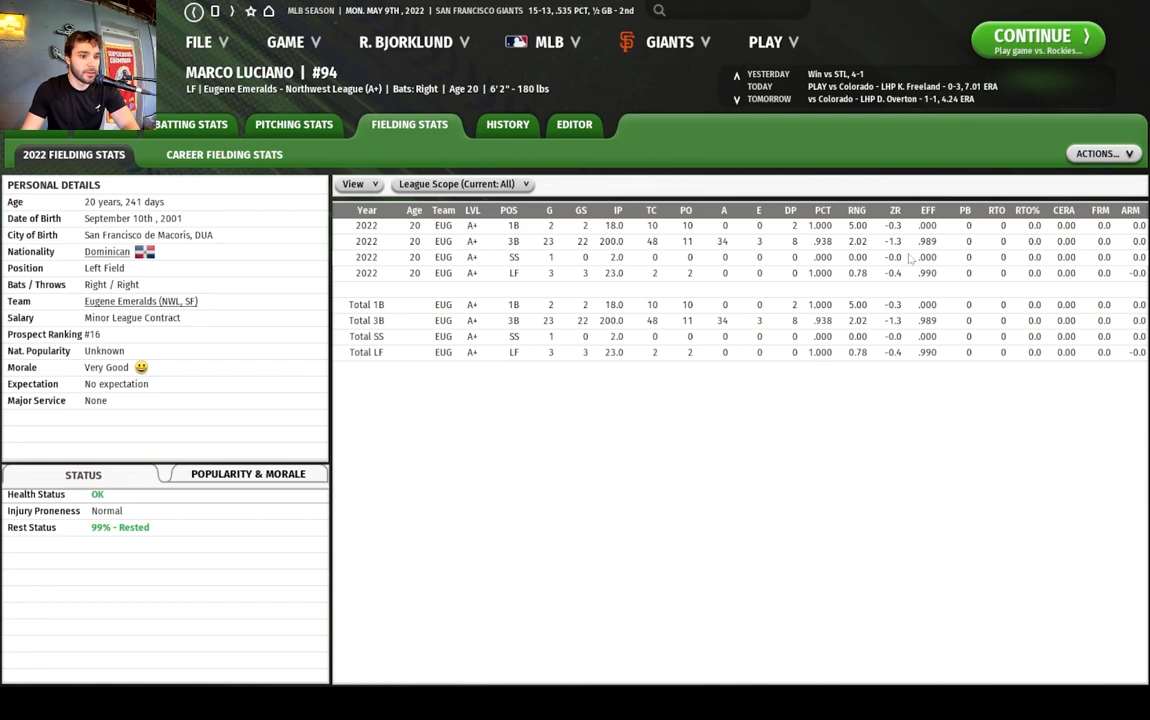 MLB SEASON | MON. MAY 9TH, 2022 | SAN FRANCISCO GIANTS 15-13, .535 PCT, ½ GB - 2nd
FILE GAME R. BJORKLUND MLB GIANTS PLAY
CONTINUE
Play game vs. Rockies...
MARCO LUCIANO | #94
LF | Eugene Emeralds - Northwest League (A+) | Bats: Right | Age 20 | 6'2" - 180 lbs
YESTERDAY Win vs STL, 4-1
TODAY PLAY vs Colorado - LHP K. Freeland - 0-3, 7.01 ERA
TOMORROW vs Colorado - LHP D. Overton - 1-1, 4.24 ERA
BATTING STATS PITCHING STATS FIELDING STATS HISTORY EDITOR
2022 FIELDING STATS CAREER FIELDING STATS ACTIONS...
PERSONAL DETAILS
Age 20 years, 241 days
Date of Birth September 10th , 2001
City of Birth San Francisco de Macoris, DUA
Nationality Dominican
Position Left Field
Bats / Throws Right / Right
Team Eugene Emeralds (NWL, SF)
Salary Minor League Contract
Prospect Ranking #16
Nat. Popularity Unknown
Morale Very Good
Expectation No expectation
Major Service None
STATUS POPULARITY & MORALE
Health Status OK
Injury Proneness Normal
Rest Status 99% - Rested
View League Scope (Current: All)
Year Age Team LVL POS G GS IP TC PO A E DP PCT RNG ZR EFF PB RTO RTO% CERA FRM ARM
2022 20 EUG A+ 1B 2 2 18.0 10 10 0 0 2 1.000 5.00 -0.3 .000 0 0 0.0 0.00 0.0 0.0
2022 20 EUG A+ 3B 23 22 200.0 48 11 34 3 8 .938 2.02 -1.3 .989 0 0 0.0 0.00 0.0 0.0
2022 20 EUG A+ SS 1 0 2.0 0 0 0 0 0 .000 0.00 -0.0 .000 0 0 0.0 0.00 0.0 0.0
2022 20 EUG A+ LF 3 3 23.0 2 2 0 0 0 1.000 0.78 -0.4 .990 0 0 0.0 0.00 0.0 -0.0
Total 1B EUG A+ 1B 2 2 18.0 10 10 0 0 2 1.000 5.00 -0.3 .000 0 0 0.0 0.00 0.0 0.0
Total 3B EUG A+ 3B 23 22 200.0 48 11 34 3 8 .938 2.02 -1.3 .989 0 0 0.0 0.00 0.0 0.0
Total SS EUG A+ SS 1 0 2.0 0 0 0 0 0 .000 0.00 -0.0 .000 0 0 0.0 0.00 0.0 0.0
Total LF EUG A+ LF 3 3 23.0 2 2 0 0 0 1.000 0.78 -0.4 .990 0 0 0.0 0.00 0.0 -0.0